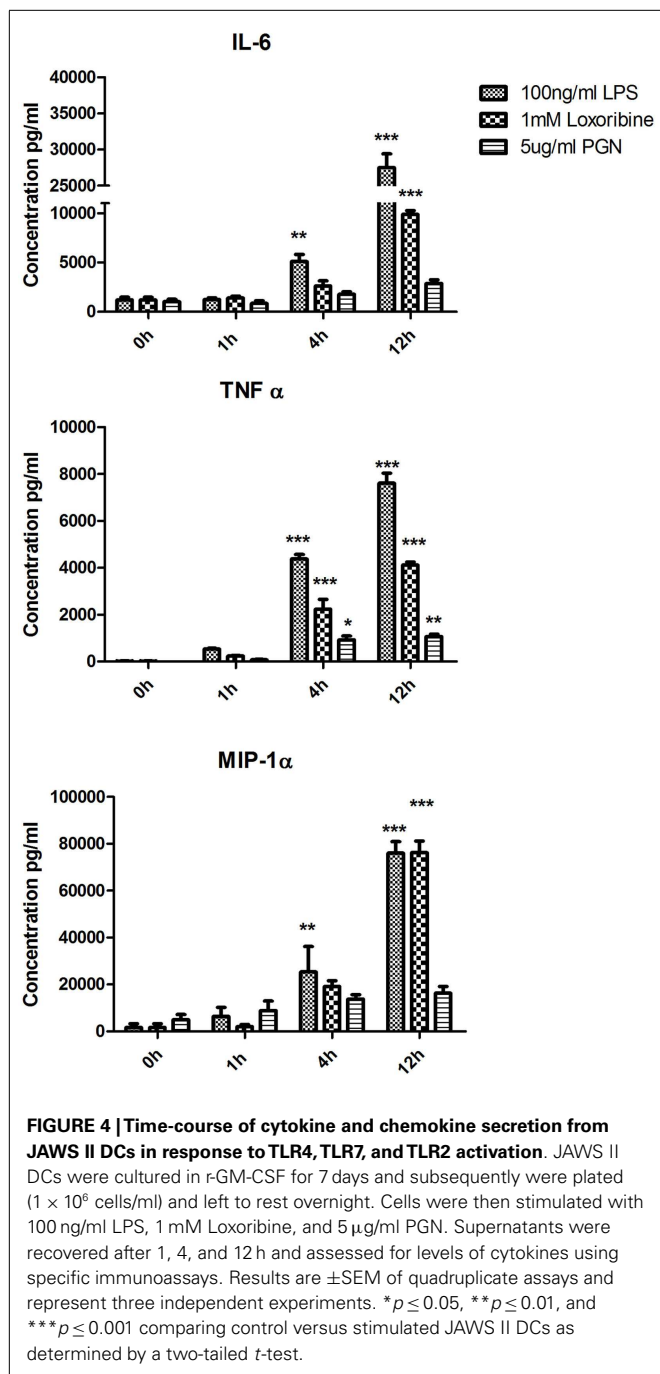 IL-6
40000
35000
30000
25000
10000
5000
0
Concentration pg/ml
***
***
**
0h
1h
4h
12h
100ng/ml LPS
1mM Loxoribine
5ug/ml PGN
TNF α
10000
8000
6000
4000
2000
0
Concentration pg/ml
***
***
*
***
***
**
0h
1h
4h
12h
MIP-1α
100000
80000
60000
40000
20000
0
Concentration pg/ml
**
***
***
0h
1h
4h
12h
FIGURE 4 | Time-course of cytokine and chemokine secretion from
JAWS II DCs in response to TLR4, TLR7, and TLR2 activation. JAWS II
DCs were cultured in r-GM-CSF for 7 days and subsequently were plated
(1 × 10⁶ cells/ml) and left to rest overnight. Cells were then stimulated with
100 ng/ml LPS, 1 mM Loxoribine, and 5 μg/ml PGN. Supernatants were
recovered after 1, 4, and 12 h and assessed for levels of cytokines using
specific immunoassays. Results are ±SEM of quadruplicate assays and
represent three independent experiments. *p ≤ 0.05, **p ≤ 0.01, and
***p ≤ 0.001 comparing control versus stimulated JAWS II DCs as
determined by a two-tailed t-test.